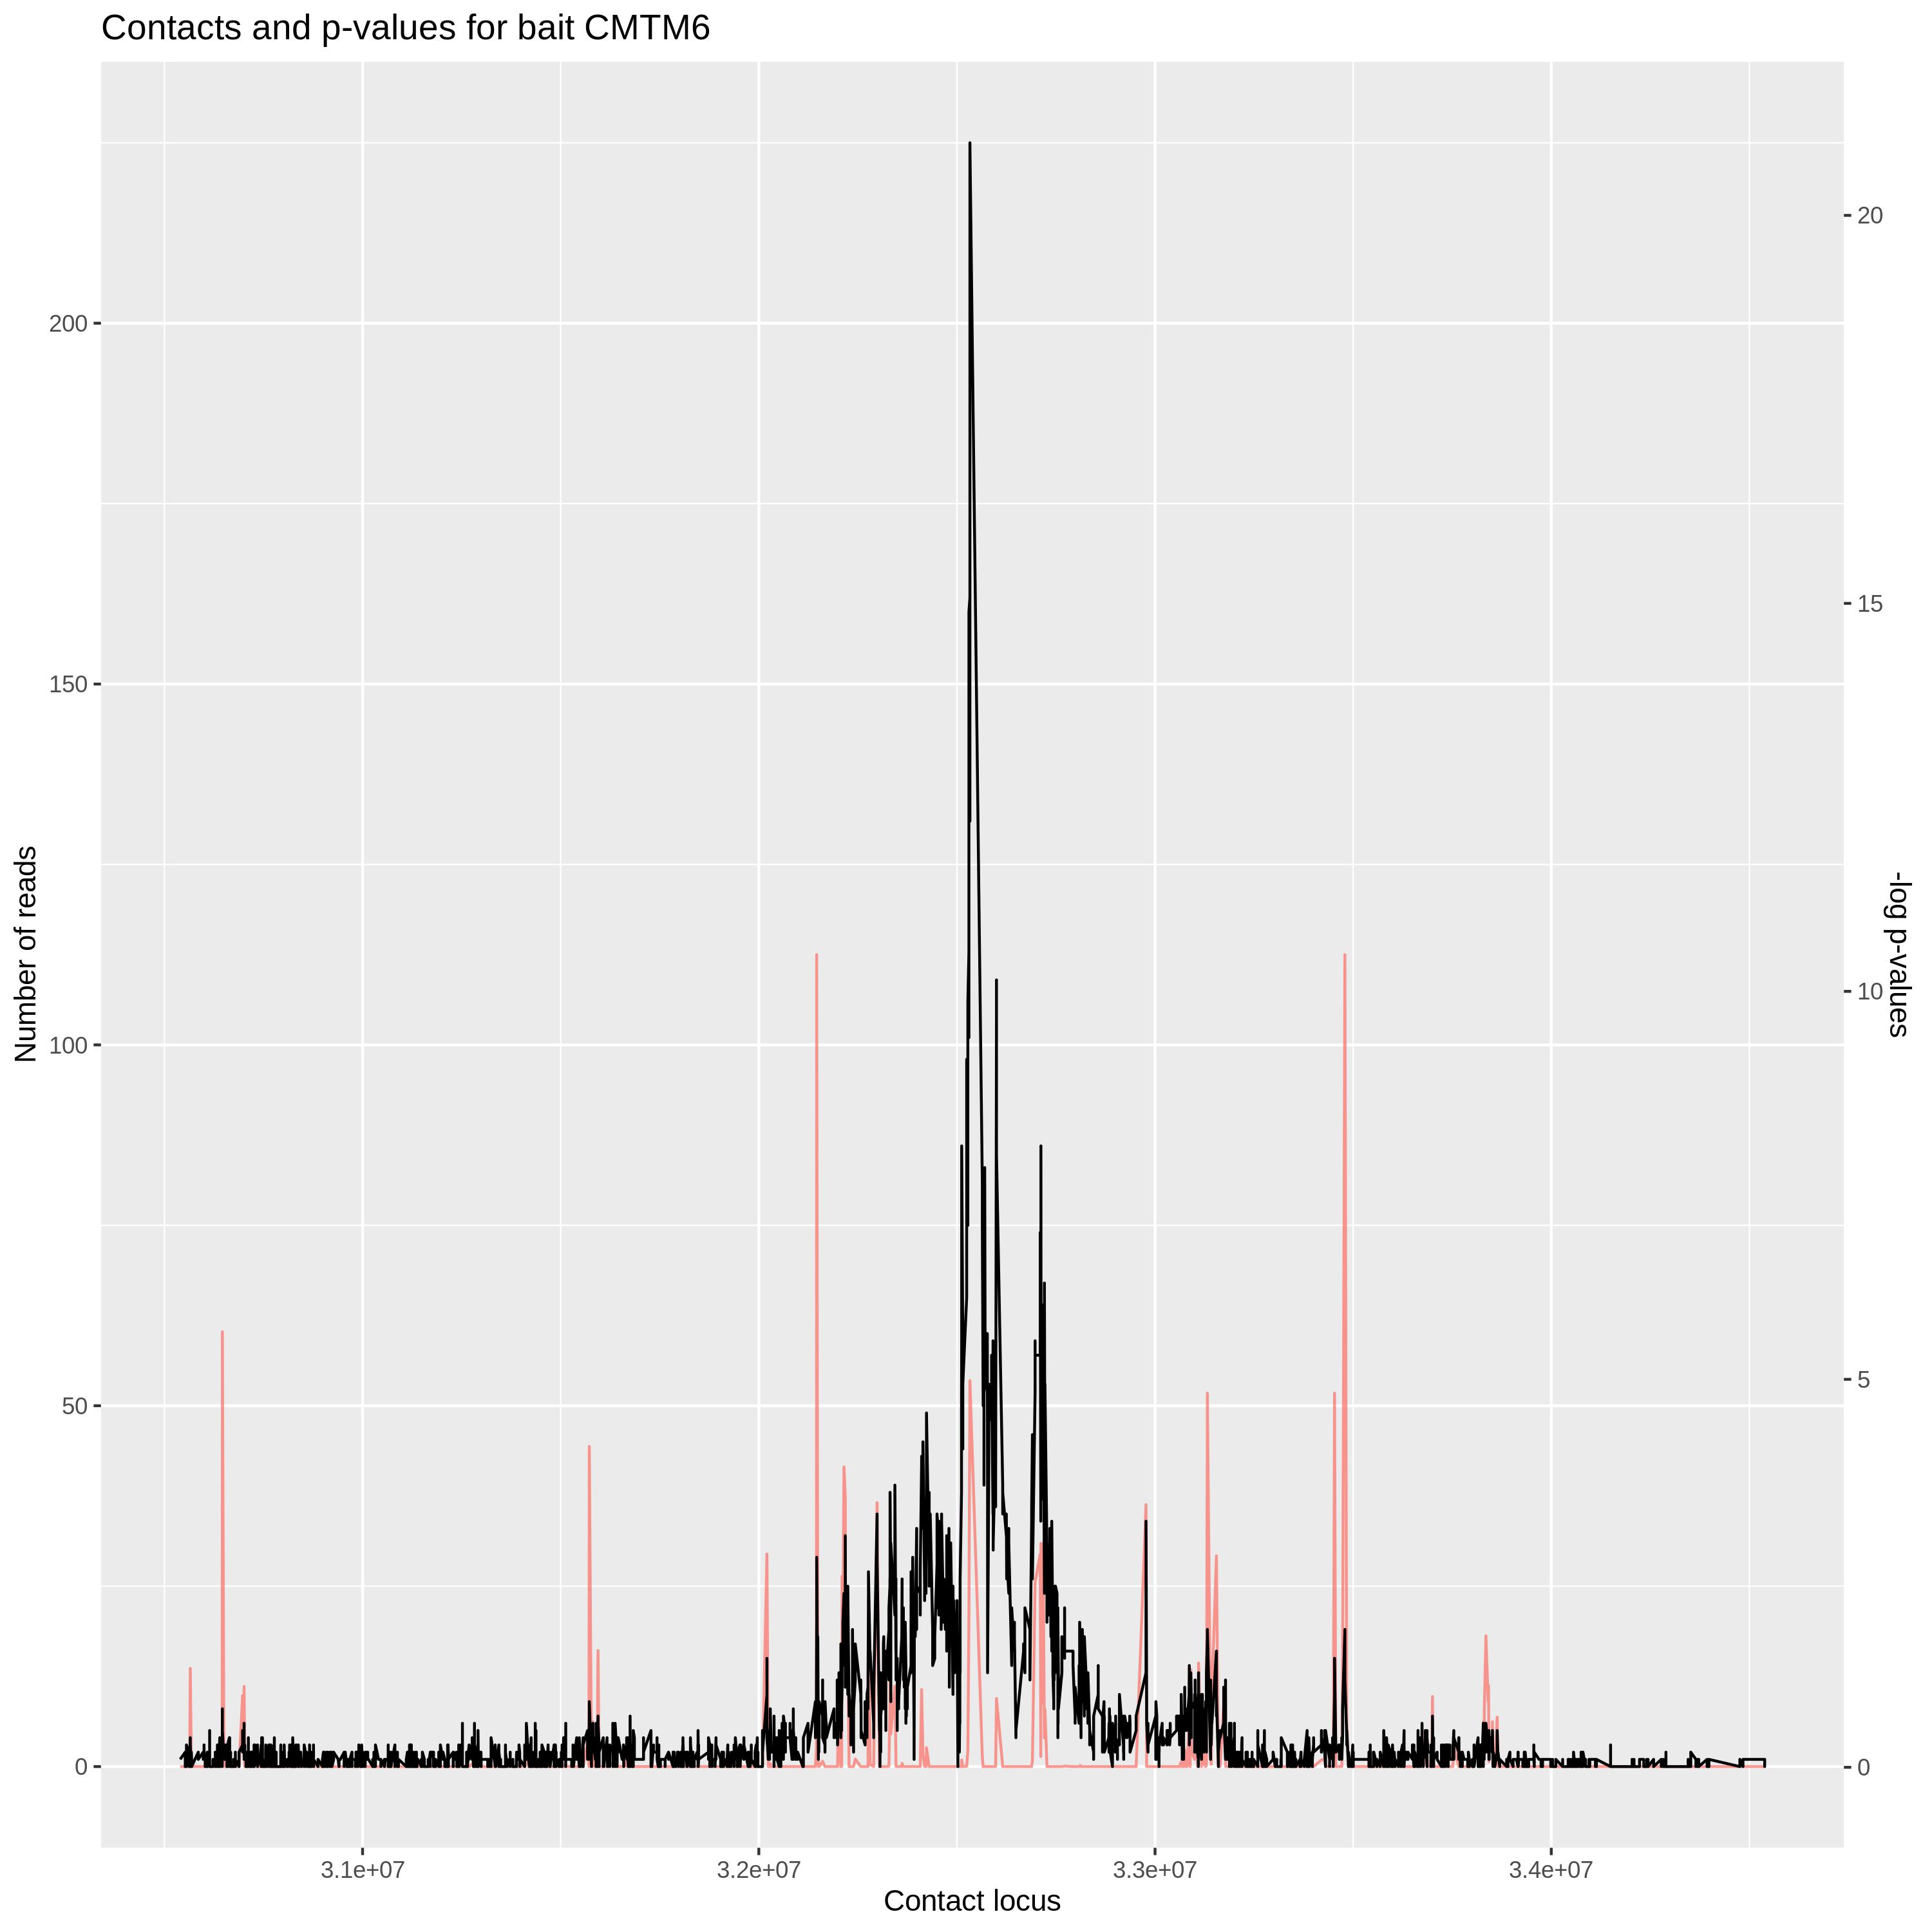 Contacts and p-values for bait CMTM6
Number of reads
200
150
100
50
0
20
15
10
5
0
-log p-values
3.1e+07
3.2e+07
3.3e+07
3.4e+07
Contact locus